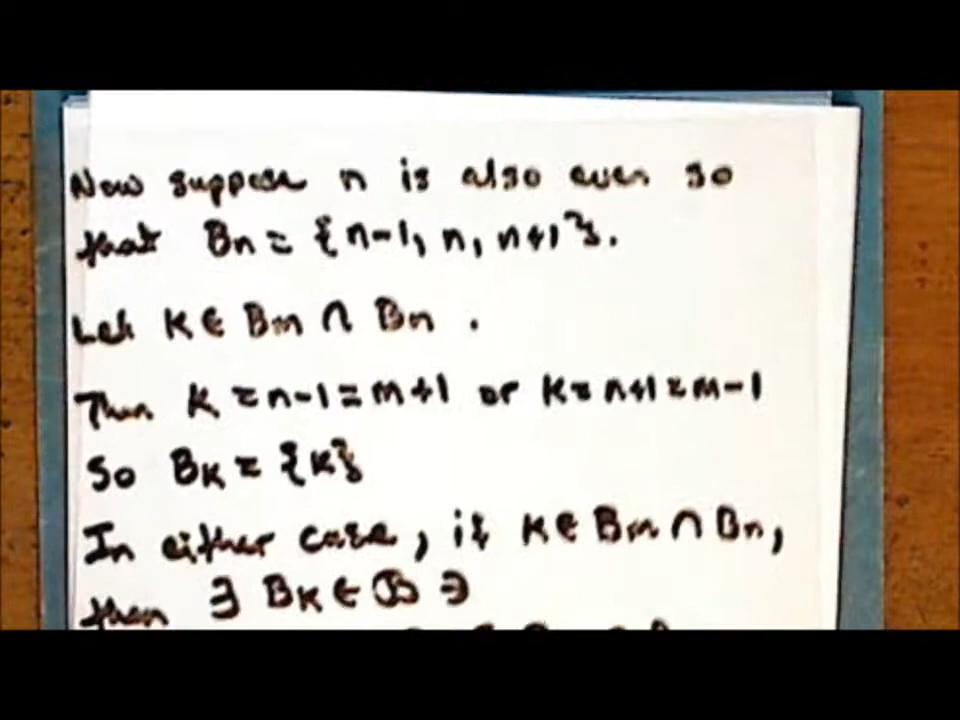 Now suppose n is also even so
that Bn = {n-1, n, n+1}.
Let K ∈ Bm ∩ Bn .
Then K = n-1 = m+1 or K = n+1 = m-1
So BK = {K}
In either case, if K ∈ Bm ∩ Bn,
then ∃ BK ∈ 𝔅 ∋